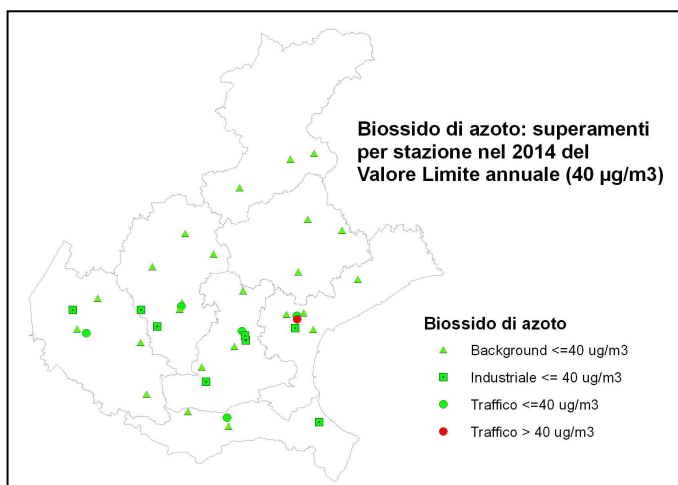 Biossido di azoto: superamenti
per stazione nel 2014 del
Valore Limite annuale (40 µg/m3)
Biossido di azoto
Background <=40 ug/m3
Industriale <= 40 ug/m3
Traffico <=40 ug/m3
Traffico > 40 ug/m3